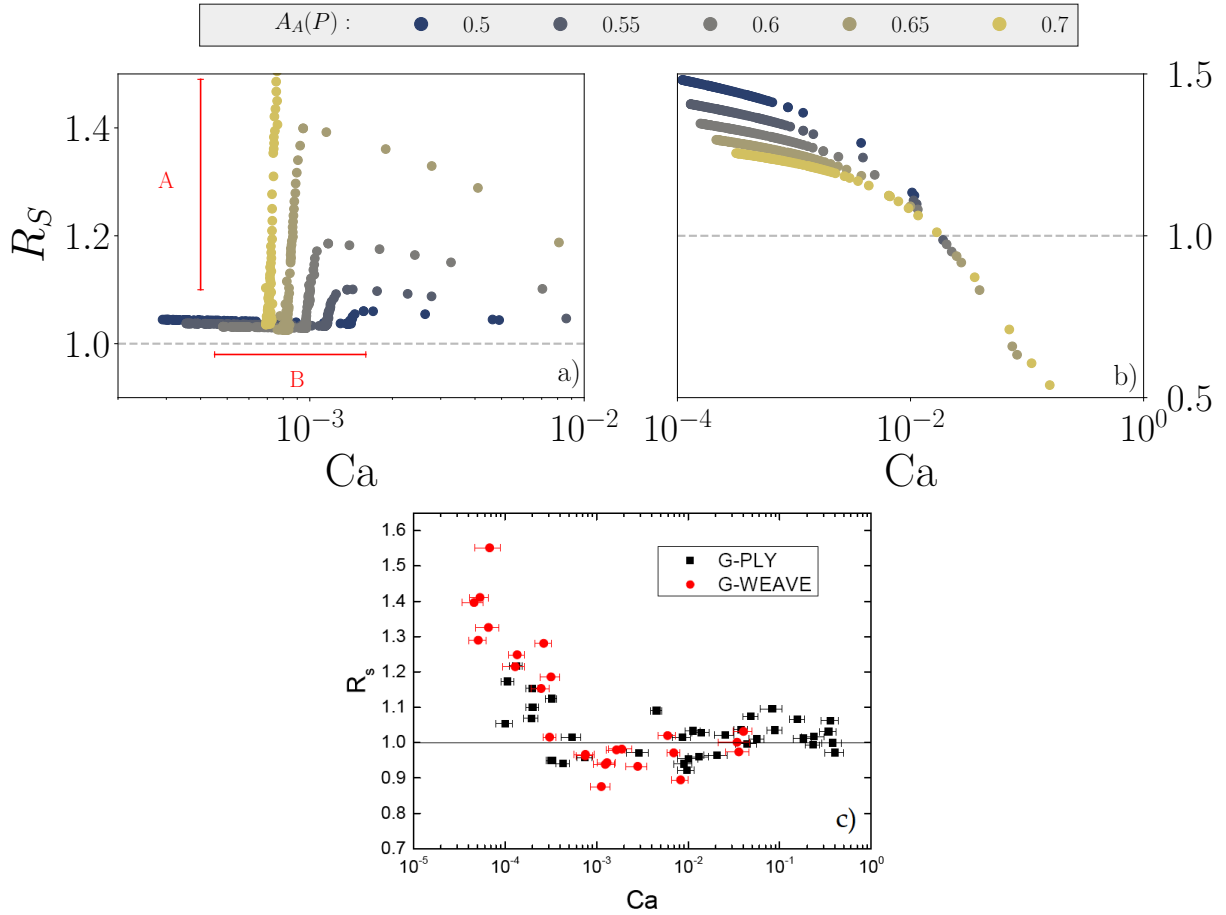 A_A(P) : 0.5 0.55 0.6 0.65 0.7
R_S
1.4
1.2
1.0
A
B
a)
10^{-3} 10^{-2}
Ca
1.5
1.0
0.5
b)
10^{-4} 10^{-2} 10^{0}
Ca
R_s
1.6
1.5
1.4
1.3
1.2
1.1
1.0
0.9
0.8
0.7
G-PLY
G-WEAVE
c)
10^{-5} 10^{-4} 10^{-3} 10^{-2} 10^{-1} 10^{0}
Ca